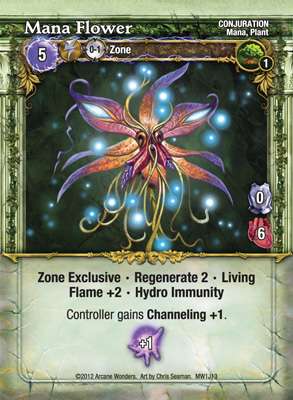 Mana Flower
CONJURATION
Mana, Plant
5
0-1 Zone
1
0
6
Zone Exclusive · Regenerate 2 · Living
Flame +2 · Hydro Immunity
Controller gains Channeling +1.
+1
©2012 Arcane Wonders. Art by Chris Seaman. MW1J13